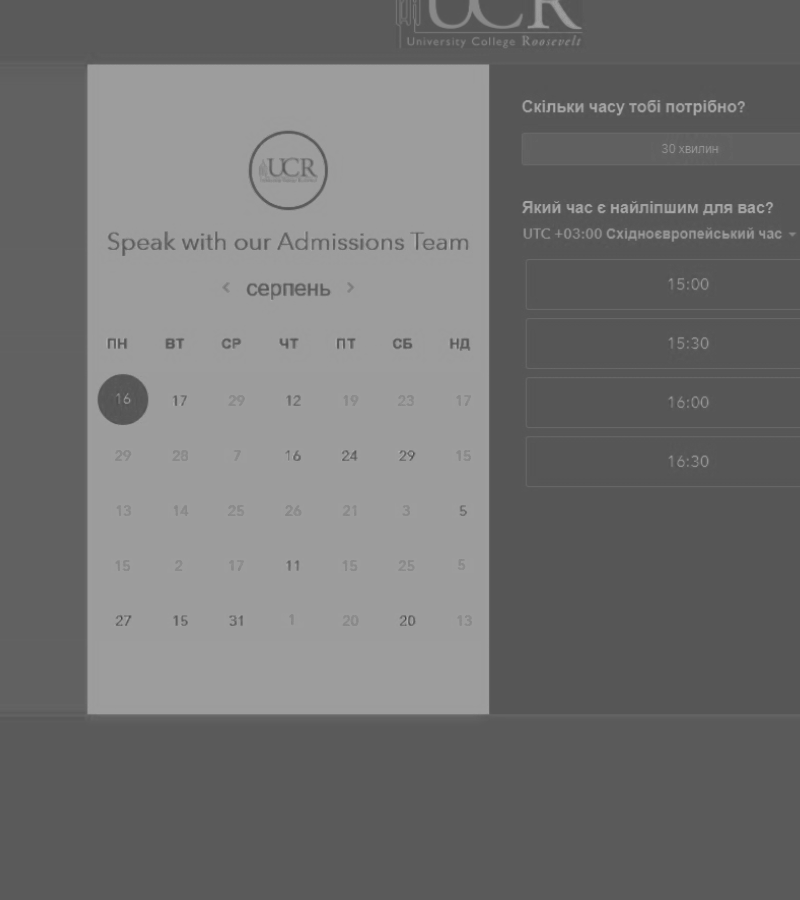 UCR
University College Roosevelt
UCR
Speak with our Admissions Team
серпень
ПН ВТ СР ЧТ ПТ СБ НД
16 17 29 12 19 23 17
29 28 7 16 24 29 15
13 14 25 26 21 3 5
15 2 17 11 15 25 5
27 15 31 1 20 20 13
Скільки часу тобі потрібно?
30 хвилин
Який час є найліпшим для вас?
UTC +03:00 Східноєвропейський час
15:00
15:30
16:00
16:30